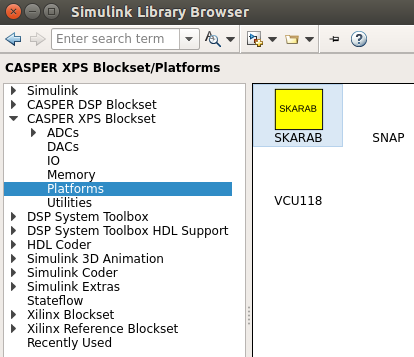 Simulink Library Browser
Enter search term
CASPER XPS Blockset/Platforms
Simulink
CASPER DSP Blockset
CASPER XPS Blockset
ADCs
DACs
IO
Memory
Platforms
Utilities
DSP System Toolbox
DSP System Toolbox HDL Support
HDL Coder
Simulink 3D Animation
Simulink Coder
Simulink Extras
Stateflow
Xilinx Blockset
Xilinx Reference Blockset
Recently Used
SKARAB
SKARAB
SNAP
VCU118